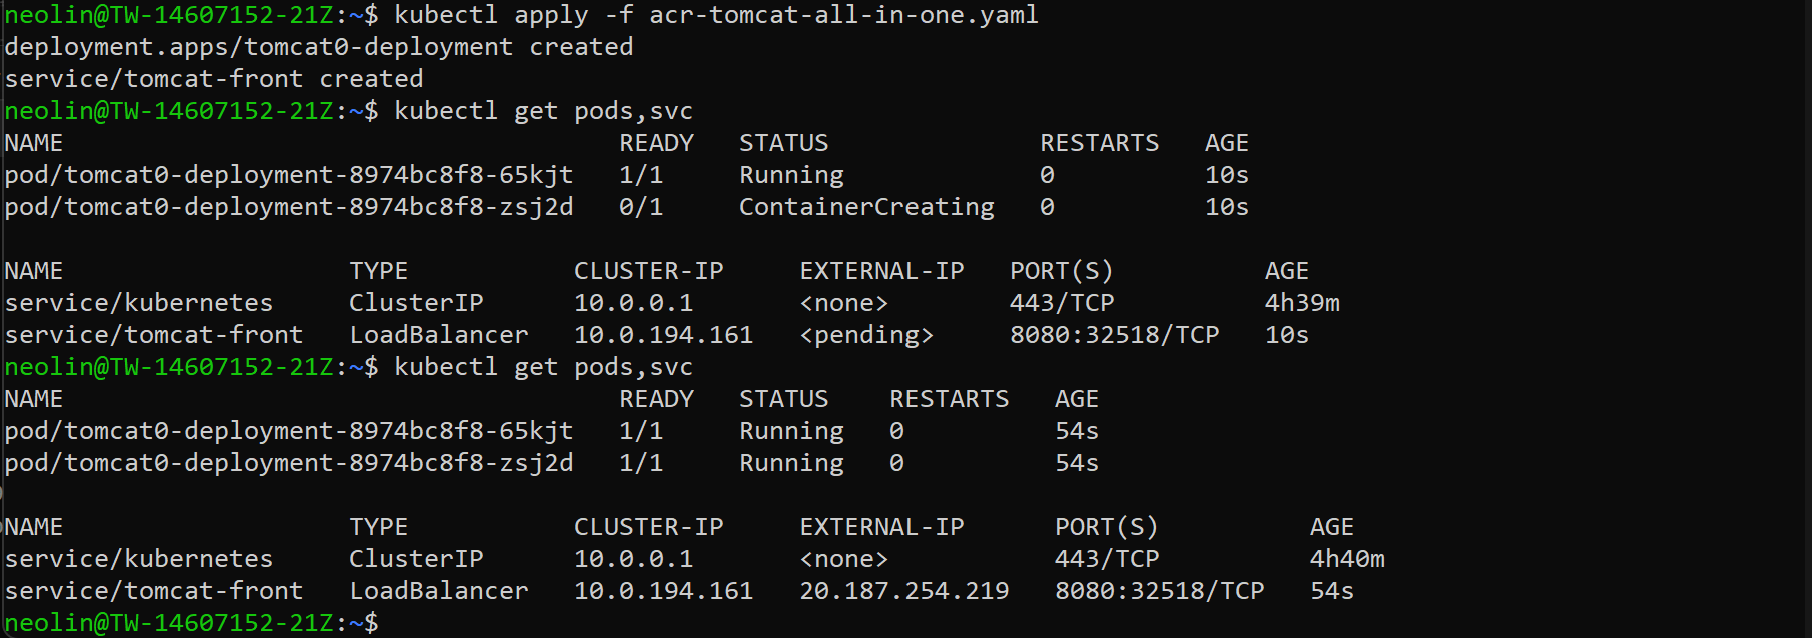 neolin@TW-14607152-21Z:~$ kubectl apply -f acr-tomcat-all-in-one.yaml
deployment.apps/tomcat0-deployment created
service/tomcat-front created
neolin@TW-14607152-21Z:~$ kubectl get pods,svc
NAME                                     READY   STATUS              RESTARTS   AGE
pod/tomcat0-deployment-8974bc8f8-65kjt   1/1     Running             0          10s
pod/tomcat0-deployment-8974bc8f8-zsj2d   0/1     ContainerCreating   0          10s

NAME                   TYPE           CLUSTER-IP     EXTERNAL-IP   PORT(S)          AGE
service/kubernetes     ClusterIP      10.0.0.1       <none>        443/TCP          4h39m
service/tomcat-front   LoadBalancer   10.0.194.161   <pending>     8080:32518/TCP   10s
neolin@TW-14607152-21Z:~$ kubectl get pods,svc
NAME                                     READY   STATUS    RESTARTS   AGE
pod/tomcat0-deployment-8974bc8f8-65kjt   1/1     Running   0          54s
pod/tomcat0-deployment-8974bc8f8-zsj2d   1/1     Running   0          54s

NAME                   TYPE           CLUSTER-IP     EXTERNAL-IP      PORT(S)          AGE
service/kubernetes     ClusterIP      10.0.0.1       <none>           443/TCP          4h40m
service/tomcat-front   LoadBalancer   10.0.194.161   20.187.254.219   8080:32518/TCP   54s
neolin@TW-14607152-21Z:~$